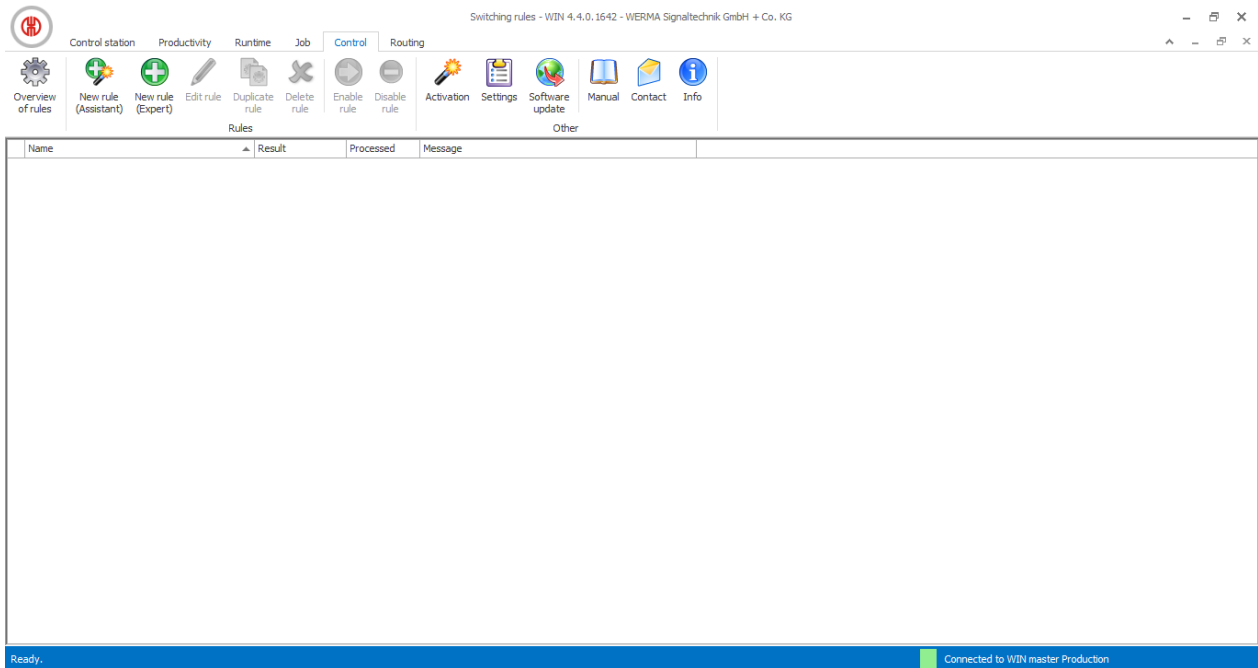 Switching rules - WIN 4.4.0.1642 - WERMA Signaltechnik GmbH + Co. KG
Control station Productivity Runtime Job Control Routing
Overview of rules
New rule (Assistant)
New rule (Expert)
Edit rule
Duplicate rule
Delete rule
Enable rule
Disable rule
Activation
Settings
Software update
Manual
Contact
Info
Rules
Other
Name Result Processed Message
Ready.
Connected to WIN master Production